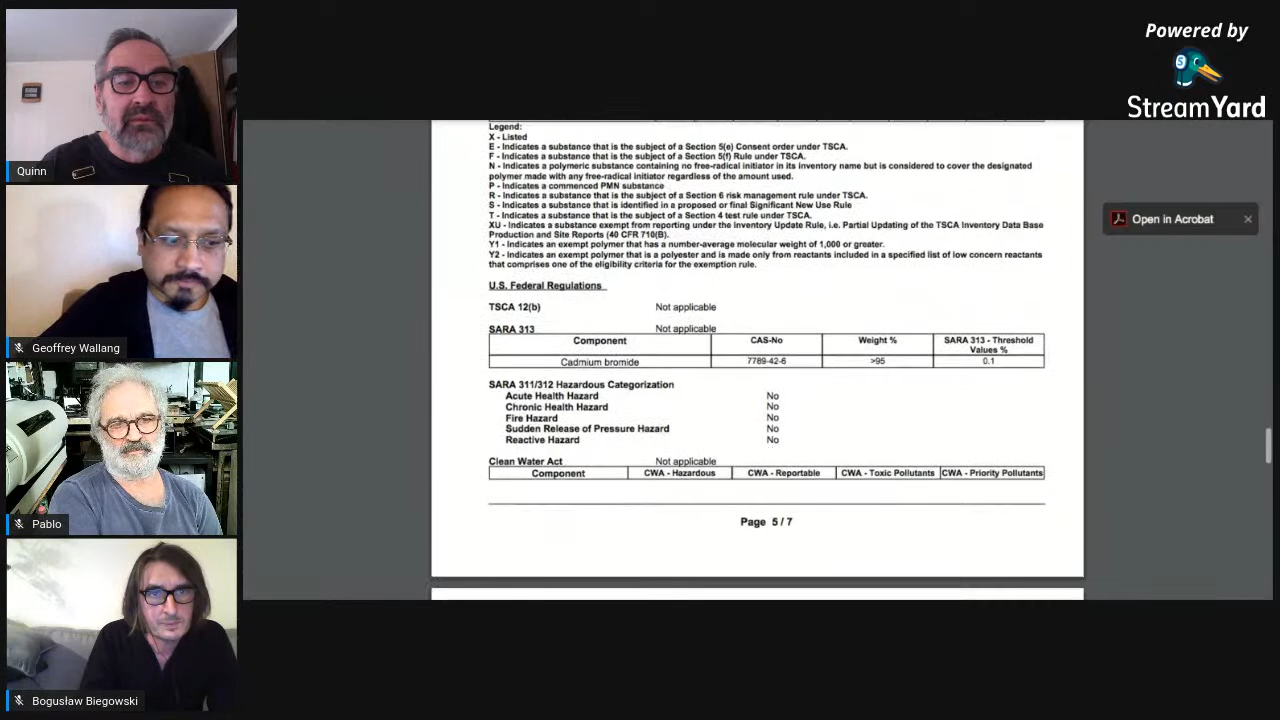 Powered by
StreamYard
Quinn
Geoffrey Wallang
Pablo
Bogusław Biegowski
Open in Acrobat
Legend:
X - Listed
E - Indicates a substance that is the subject of a Section 5(e) Consent order under TSCA.
F - Indicates a substance that is the subject of a Section 5(f) Rule under TSCA.
N - Indicates a polymeric substance containing no free-radical initiator in its inventory name but is considered to cover the designated
polymer made with any free-radical initiator regardless of the amount used.
P - Indicates a commenced PMN substance
R - Indicates a substance that is the subject of a Section 6 risk management rule under TSCA.
S - Indicates a substance that is identified in a proposed or final Significant New Use Rule
T - Indicates a substance that is the subject of a Section 4 test rule under TSCA.
XU - Indicates a substance exempt from reporting under the Inventory Update Rule, i.e. Partial Updating of the TSCA Inventory Data Base
Production and Site Reports (40 CFR 710(B).
Y1 - Indicates an exempt polymer that has a number-average molecular weight of 1,000 or greater.
Y2 - Indicates an exempt polymer that is a polyester and is made only from reactants included in a specified list of low concern reactants
that comprises one of the eligibility criteria for the exemption rule.
U.S. Federal Regulations
TSCA 12(b) Not applicable
SARA 313 Not applicable
Component CAS-No Weight % SARA 313 - Threshold
Values %
Cadmium bromide 7789-42-6 >95 0.1
SARA 311/312 Hazardous Categorization
Acute Health Hazard No
Chronic Health Hazard No
Fire Hazard No
Sudden Release of Pressure Hazard No
Reactive Hazard No
Clean Water Act Not applicable
Component CWA - Hazardous CWA - Reportable CWA - Toxic Pollutants CWA - Priority Pollutants
Page 5 / 7